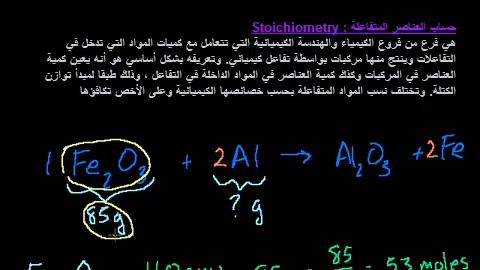 حساب العناصر المتفاعلة : Stoichiometry
هي فرع من فروع الكيمياء والهندسة الكيميائية التي تتعامل مع كميات المواد التي تدخل في
التفاعلات وينتج منها مركبات بواسطة تفاعل كيميائي. وتعريفه بشكل أساسي هو أنه يعين كمية
العناصر في المركبات وكذلك كمية العناصر في المواد الداخلة في التفاعل ، وذلك طبقا لمبدأ توازن
الكتلة. وتختلف نسب المواد المتفاعلة بحسب خصائصها الكيميائية وعلى الأخص تكافؤها
1 Fe₂O₃ + 2Al → Al₂O₃ + 2Fe
85g ? g
85
53 moles